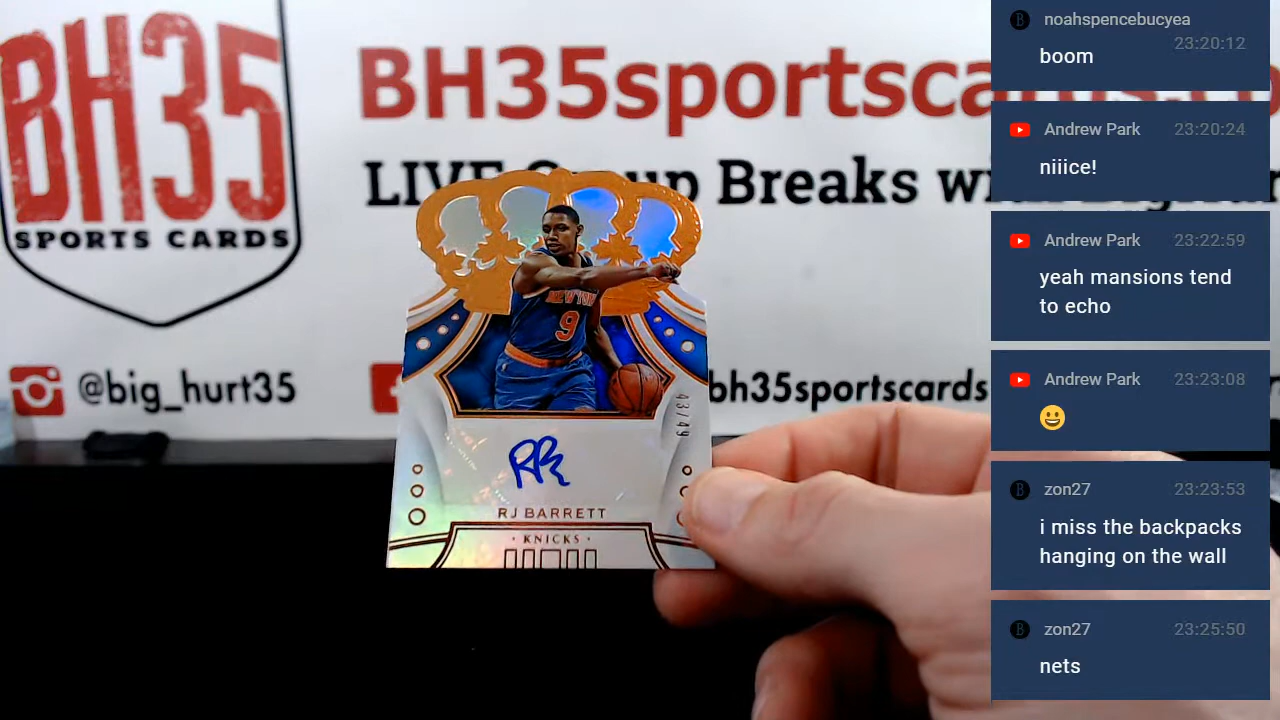 BH35
SPORTS CARDS
BH35sportscards.c
LIVE Group Breaks wi
@big_hurt35
bh35sportscards
NEW YORK
9
43/49
RJ BARRETT
KNICKS
noahspencebucyea
23:20:12
boom
Andrew Park 23:20:24
niiice!
Andrew Park 23:22:59
yeah mansions tend
to echo
Andrew Park 23:23:08
😀
zon27 23:23:53
i miss the backpacks
hanging on the wall
zon27 23:25:50
nets